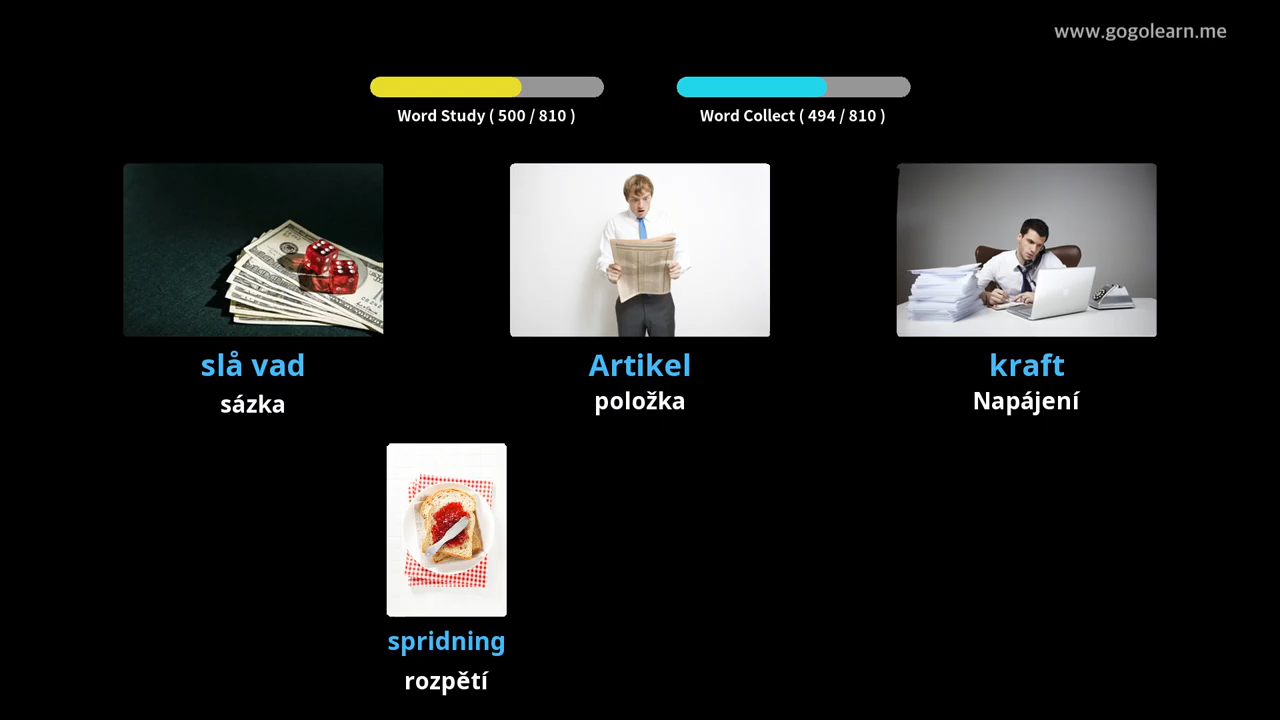 www.gogolearn.me
Word Study ( 500 / 810 )
Word Collect ( 494 / 810 )
slå vad
sázka
Artikel
položka
kraft
Napájení
spridning
rozpětí